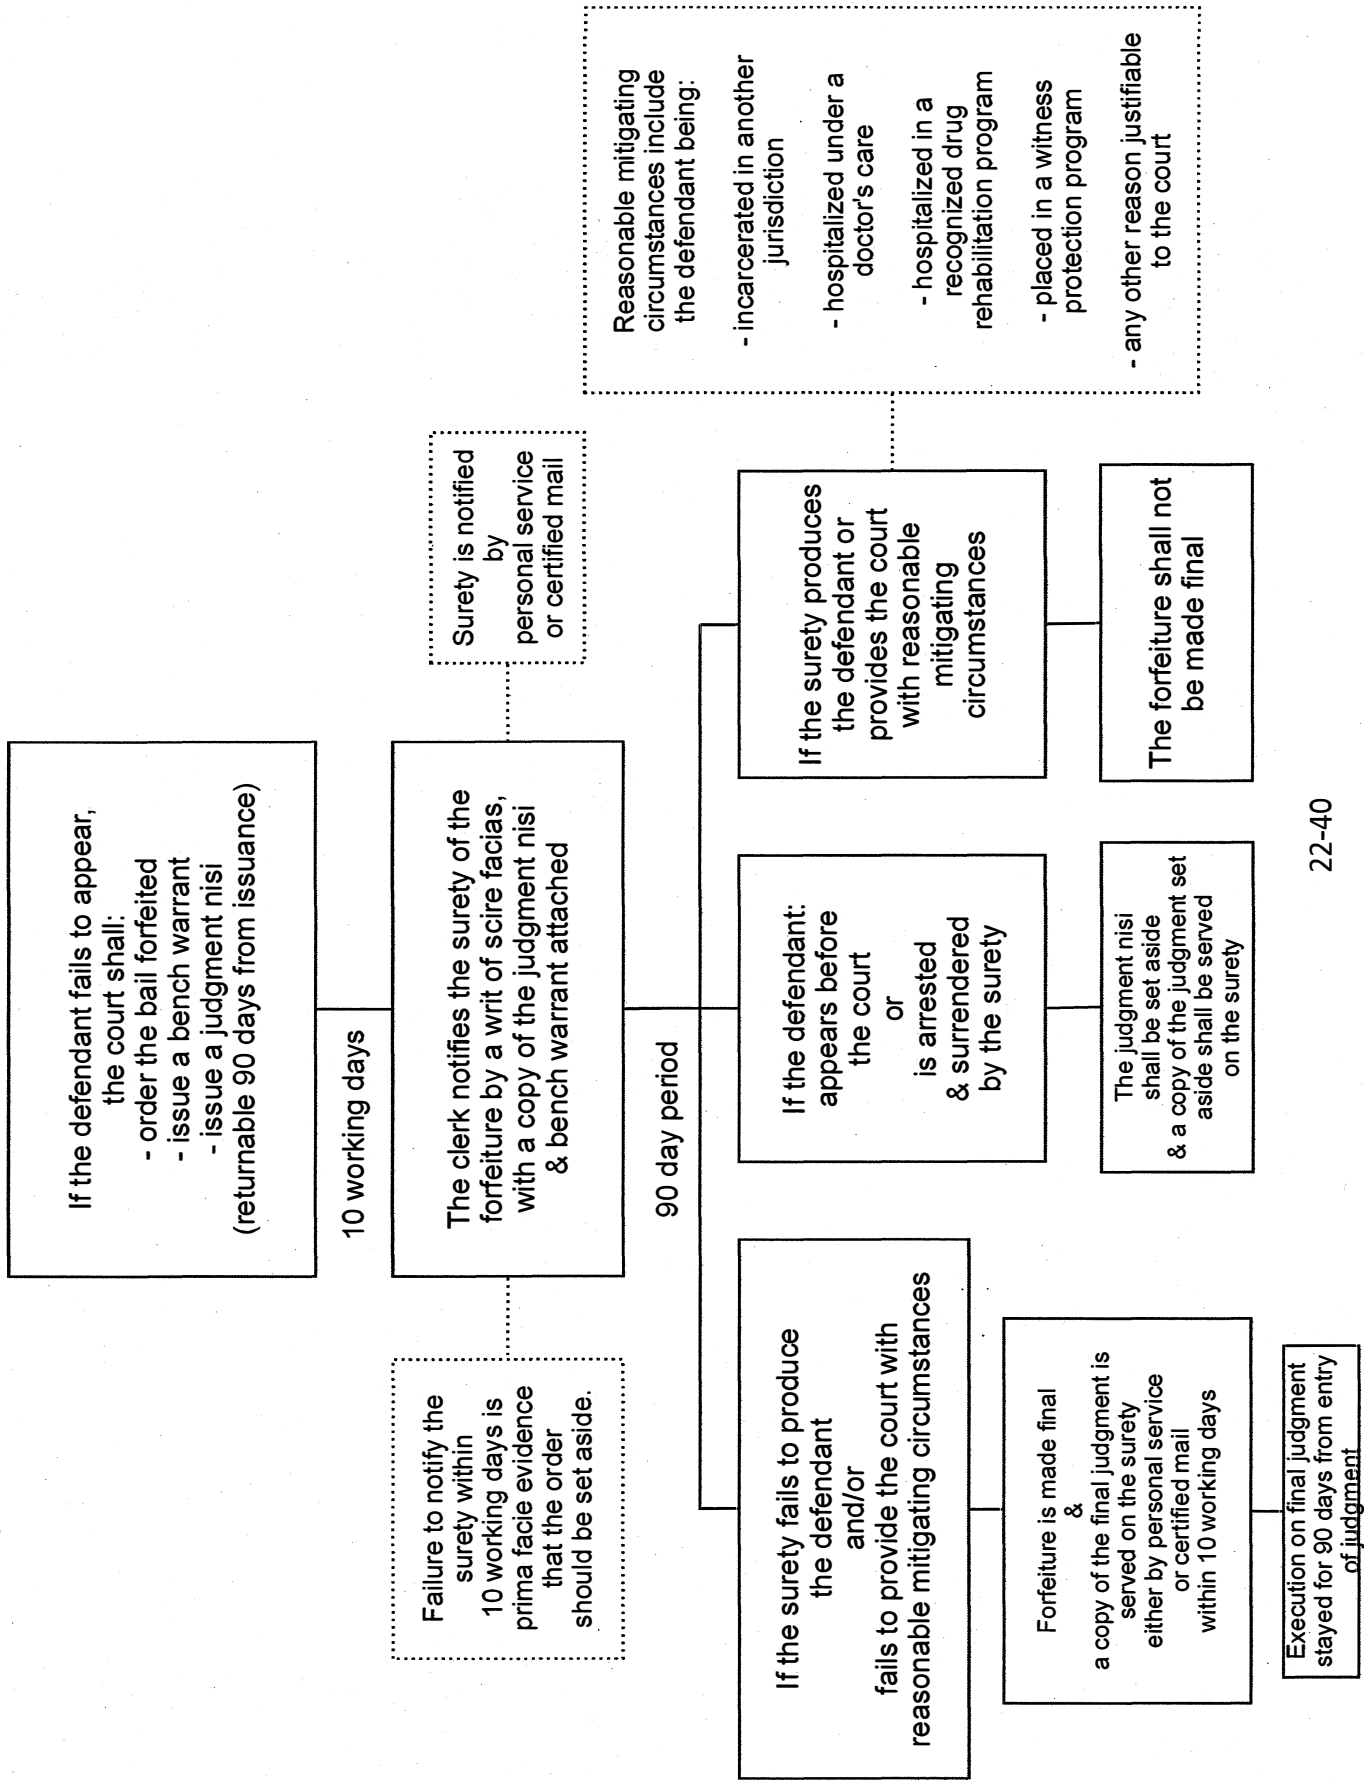 If the defendant fails to appear,
the court shall:
- order the bail forfeited
- issue a bench warrant
- issue a judgment nisi
(returnable 90 days from issuance)
10 working days
Failure to notify the
surety within
10 working days is
prima facie evidence
that the order
should be set aside.
The clerk notifies the surety of the
forfeiture by a writ of scire facias,
with a copy of the judgment nisi
& bench warrant attached
Surety is notified
by
personal service
or certified mail
90 day period
If the surety fails to produce
the defendant
and/or
fails to provide the court with
reasonable mitigating circumstances
If the defendant:
appears before
the court
or
is arrested
& surrendered
by the surety
If the surety produces
the defendant or
provides the court
with reasonable
mitigating
circumstances
Reasonable mitigating
circumstances include
the defendant being:
- incarcerated in another
jurisdiction
- hospitalized under a
doctor's care
- hospitalized in a
recognized drug
rehabilitation program
- placed in a witness
protection program
- any other reason justifiable
to the court
Forfeiture is made final
&
a copy of the final judgment is
served on the surety
either by personal service
or certified mail
within 10 working days
The judgment nisi
shall be set aside
& a copy of the judgment set
aside shall be served
on the surety
The forfeiture shall not
be made final
Execution on final judgment
stayed for 90 days from entry
of judgment
22-40